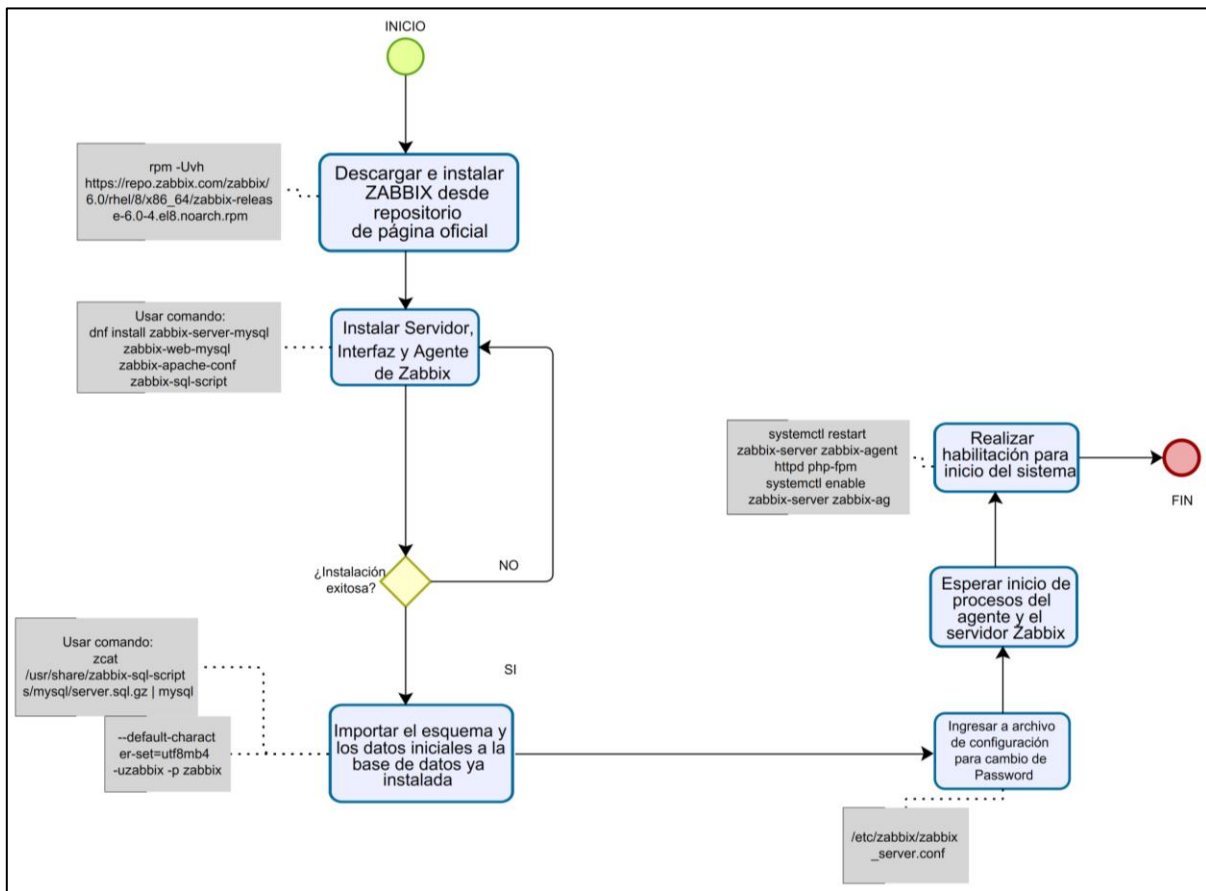 INICIO
rpm -Uvh
https://repo.zabbix.com/zabbix/
6.0/rhel/8/x86_64/zabbix-releas
e-6.0-4.el8.noarch.rpm
Descargar e instalar
ZABBIX desde
repositorio
de página oficial
Usar comando:
dnf install zabbix-server-mysql
zabbix-web-mysql
zabbix-apache-conf
zabbix-sql-script
Instalar Servidor,
Interfaz y Agente
de Zabbix
¿Instalación
exitosa?
NO
SI
Usar comando:
zcat
/usr/share/zabbix-sql-script
s/mysql/server.sql.gz | mysql
--default-charact
er-set=utf8mb4
-uzabbix -p zabbix
Importar el esquema y
los datos iniciales a la
base de datos ya
instalada
Ingresar a archivo
de configuración
para cambio de
Password
/etc/zabbix/zabbix
_server.conf
Esperar inicio de
procesos del
agente y el
servidor Zabbix
systemctl restart
zabbix-server zabbix-agent
httpd php-fpm
systemctl enable
zabbix-server zabbix-ag
Realizar
habilitación para
inicio del sistema
FIN